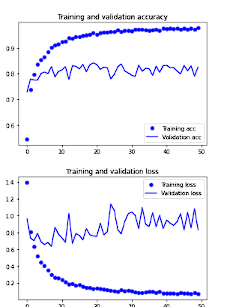 Training and validation accuracy
0.9
0.8
0.7
0.6
Training acc
Validation acc
0 10 20 30 40 50
Training and validation loss
1.4
1.2
1.0
0.8
0.6
0.4
0.2
Training loss
Validation loss
0 10 20 30 40 50